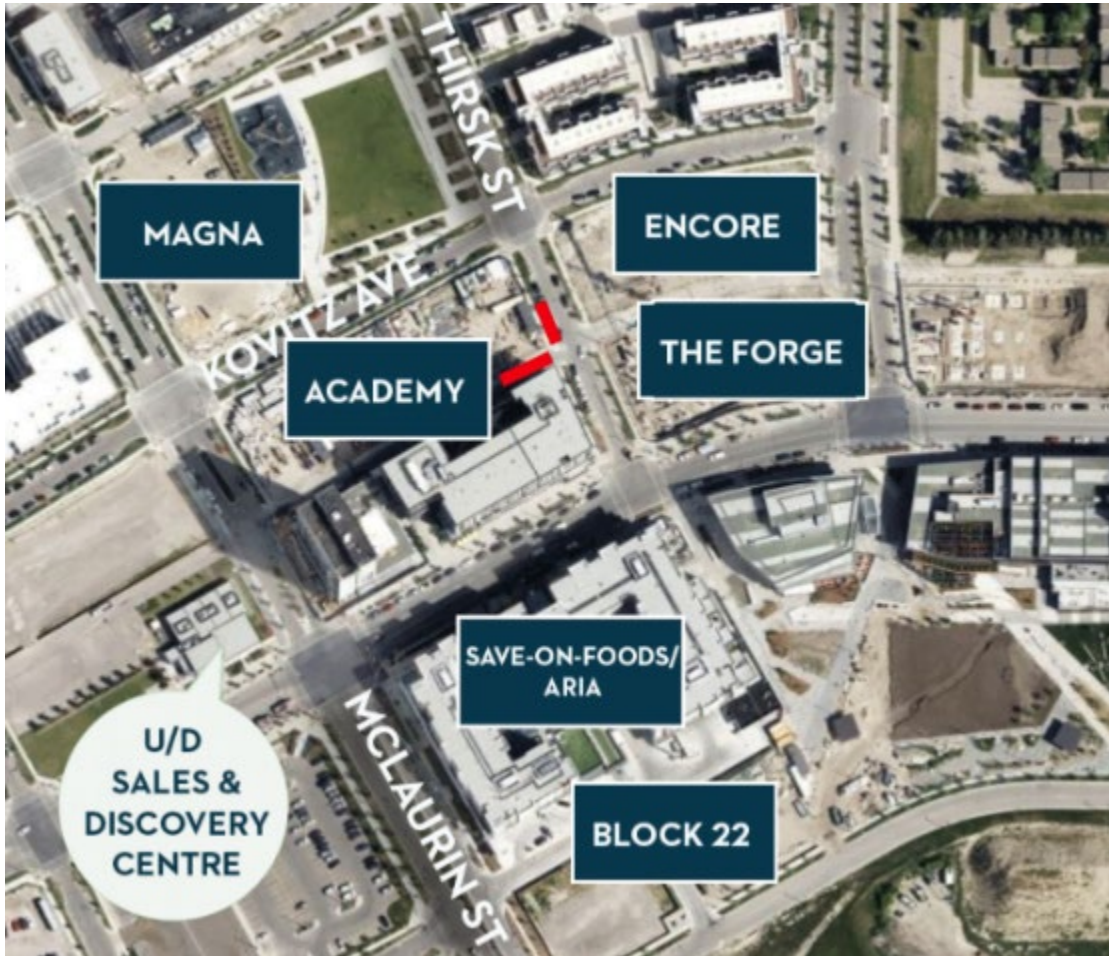 THIRSK ST
MAGNA
ENCORE
KOVITZ AVE
THE FORGE
ACADEMY
SAVE-ON-FOODS/
ARIA
U/D
SALES &
DISCOVERY
CENTRE
MCLAURIN ST
BLOCK 22